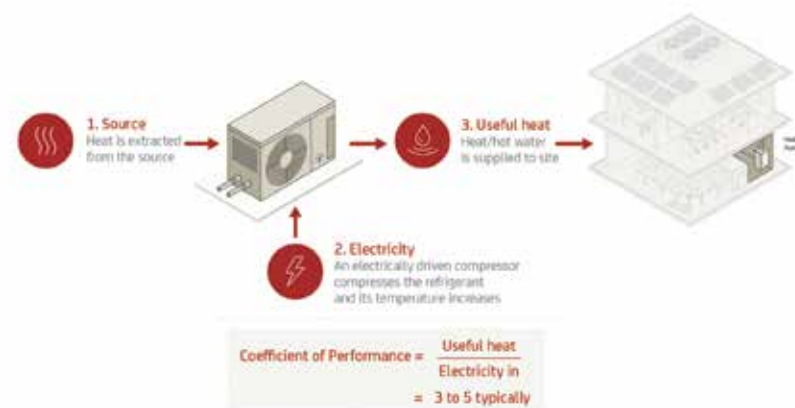 1. Source
Heat is extracted
from the source
3. Useful heat
Heat/hot water
is supplied to site
2. Electricity
An electrically driven compressor
compresses the refrigerant
and its temperature increases
Coefficient of Performance =
Useful heat
Electricity in
= 3 to 5 typically